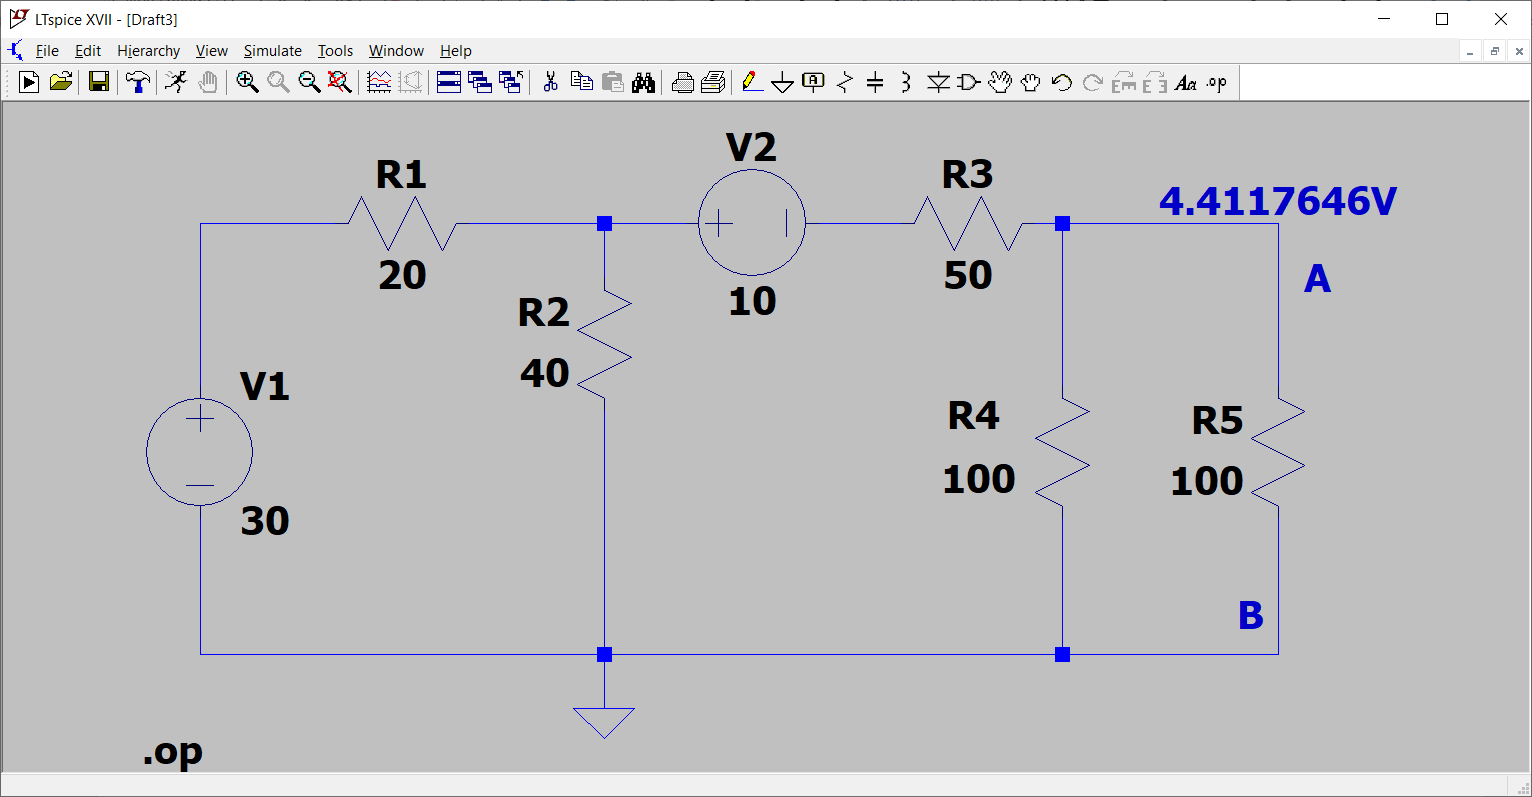 LTspice XVII - [Draft3]
File Edit Hierarchy View Simulate Tools Window Help
A Aa .op
V2
R1 R3
4.4117646V
20 50
A
10
R2
40
V1
R4 R5
100 100
30
B
.op